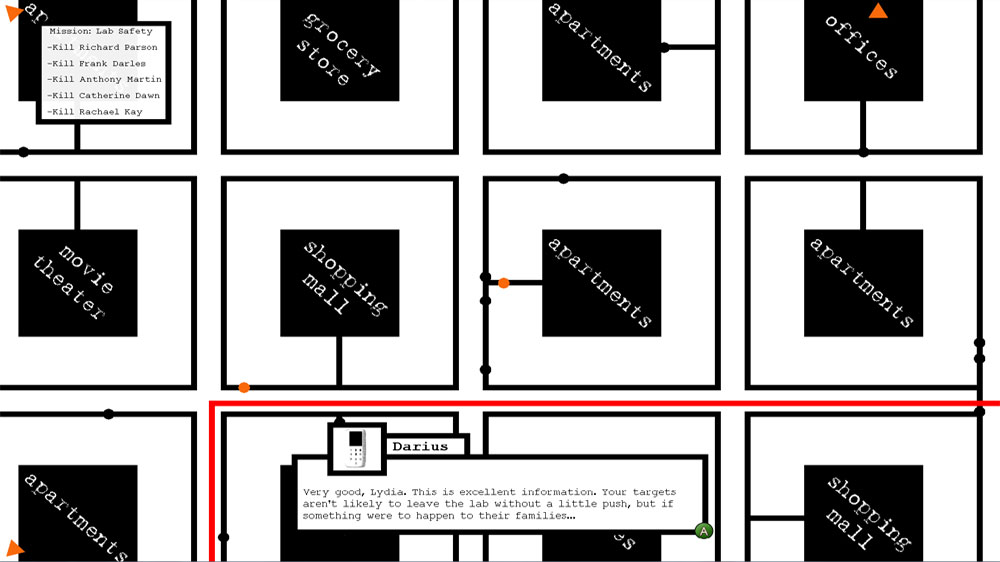 ap
Mission: Lab Safety
-Kill Richard Parson
-Kill Frank Darles
-Kill Anthony Martin
-Kill Catherine Dawn
-Kill Rachael Kay
grocery
store
apartments
offices
movie
theater
shopping
mall
apartments
apartments
apartments
Darius
Very good, Lydia. This is excellent information. Your targets
aren't likely to leave the lab without a little push, but if
something were to happen to their families…
A
es
shopping
mall